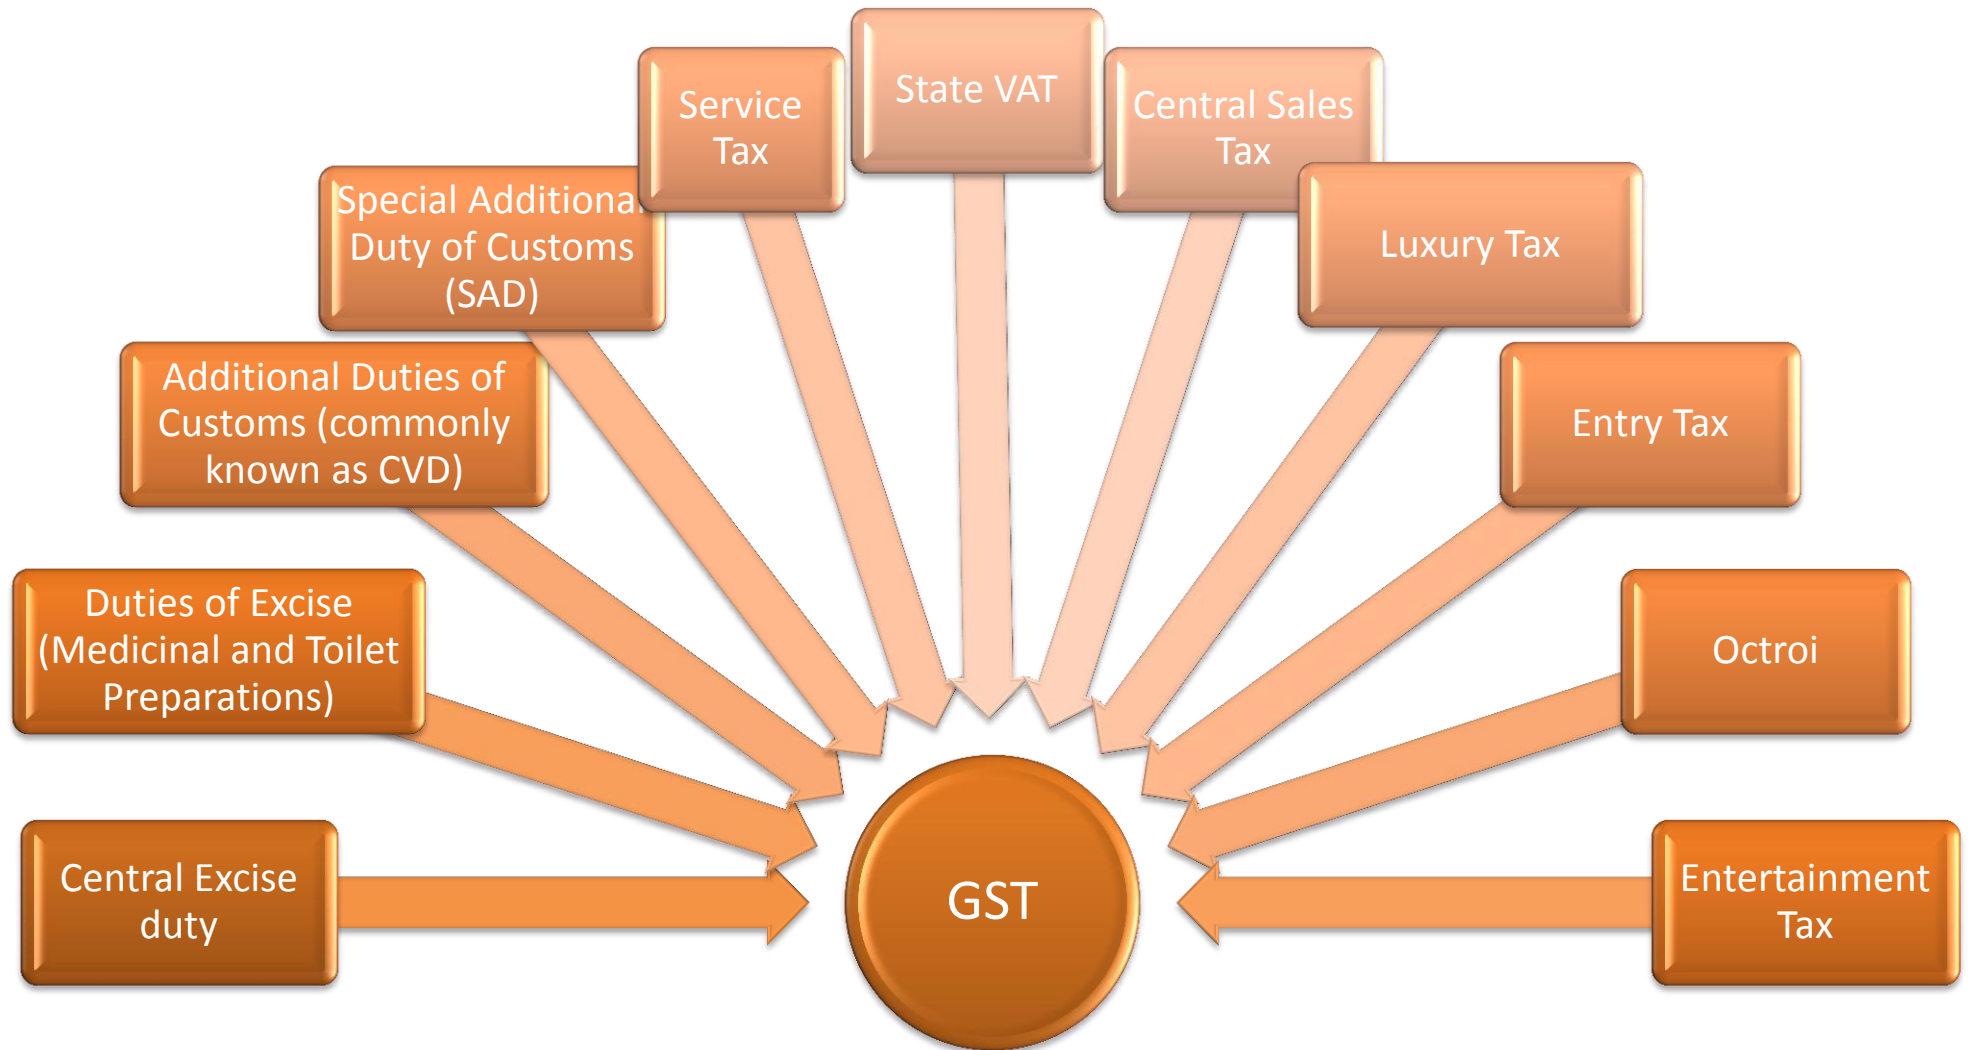 Central Excise
duty
Duties of Excise
(Medicinal and Toilet
Preparations)
Additional Duties of
Customs (commonly
known as CVD)
Special Additional
Duty of Customs
(SAD)
Service
Tax
State VAT
Central Sales
Tax
Luxury Tax
Entry Tax
Octroi
Entertainment
Tax
GST